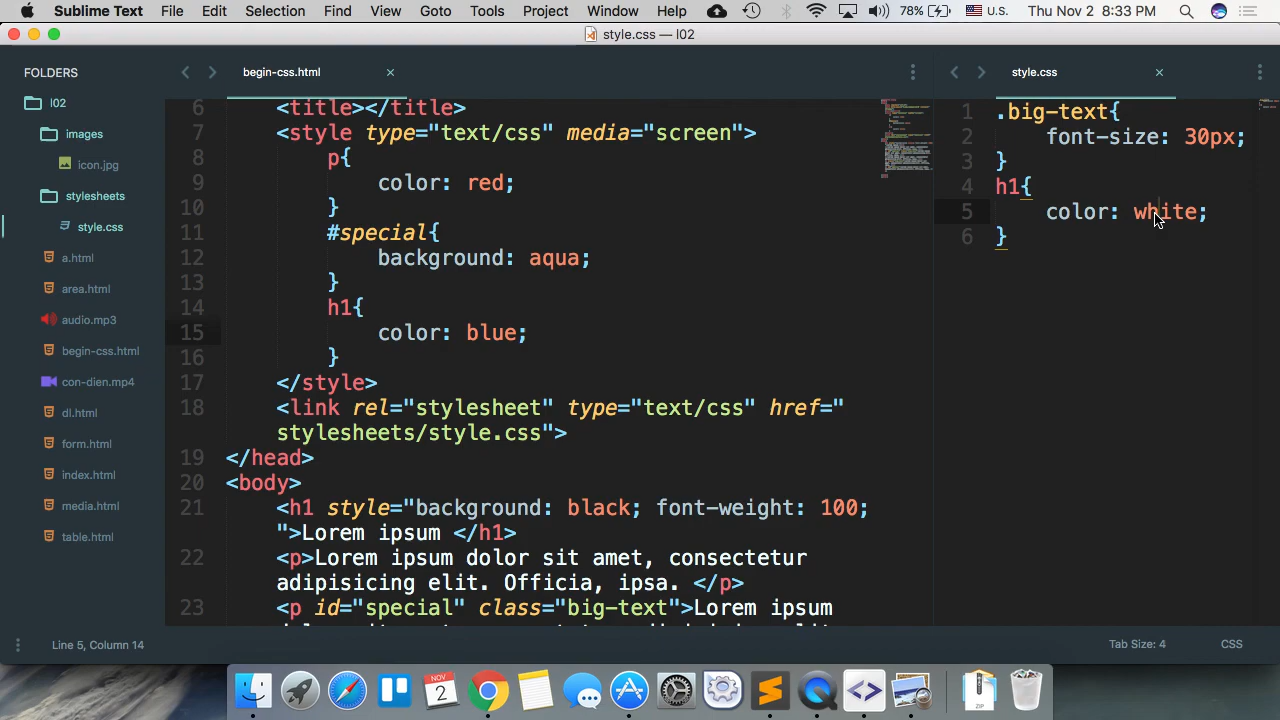 Sublime Text File Edit Selection Find View Goto Tools Project Window Help 78% U.S. Thu Nov 2 8:33 PM
style.css — l02
FOLDERS
l02
images
icon.jpg
stylesheets
style.css
a.html
area.html
audio.mp3
begin-css.html
con-dien.mp4
dl.html
form.html
index.html
media.html
table.html
begin-css.html ×
6 <title></title>
7 <style type="text/css" media="screen">
8 p{
9 color: red;
10 }
11 #special{
12 background: aqua;
13 }
14 h1{
15 color: blue;
16 }
17 </style>
18 <link rel="stylesheet" type="text/css" href="
stylesheets/style.css">
19 </head>
20 <body>
21 <h1 style="background: black; font-weight: 100;
">Lorem ipsum </h1>
22 <p>Lorem ipsum dolor sit amet, consectetur
adipisicing elit. Officia, ipsa. </p>
23 <p id="special" class="big-text">Lorem ipsum
style.css ×
1 .big-text{
2 font-size: 30px;
3 }
4 h1{
5 color: white;
6 }
Line 5, Column 14
Tab Size: 4 CSS
NOV
2
ZIP